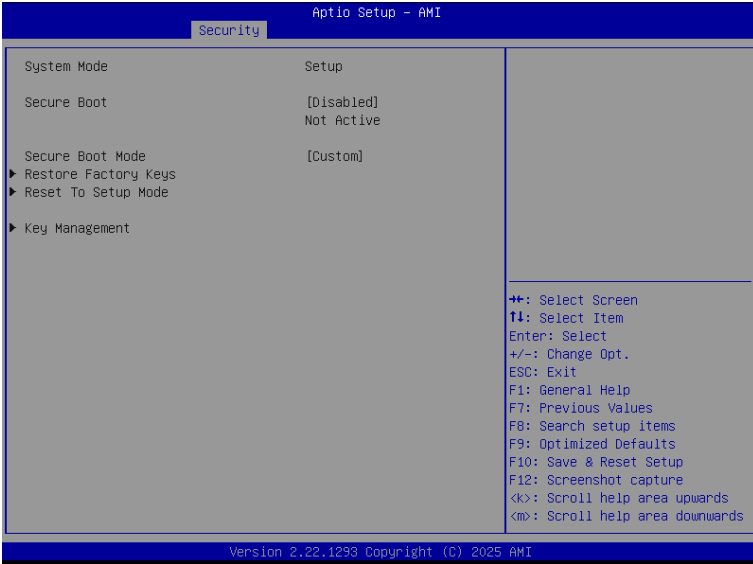 Aptio Setup – AMI
Security
System Mode Setup
Secure Boot [Disabled]
Not Active
Secure Boot Mode [Custom]
▶ Restore Factory Keys
▶ Reset To Setup Mode
▶ Key Management
→←: Select Screen
↑↓: Select Item
Enter: Select
+/-: Change Opt.
ESC: Exit
F1: General Help
F7: Previous Values
F8: Search setup items
F9: Optimized Defaults
F10: Save & Reset Setup
F12: Screenshot capture
<k>: Scroll help area upwards
<m>: Scroll help area downwards
Version 2.22.1293 Copyright (C) 2025 AMI